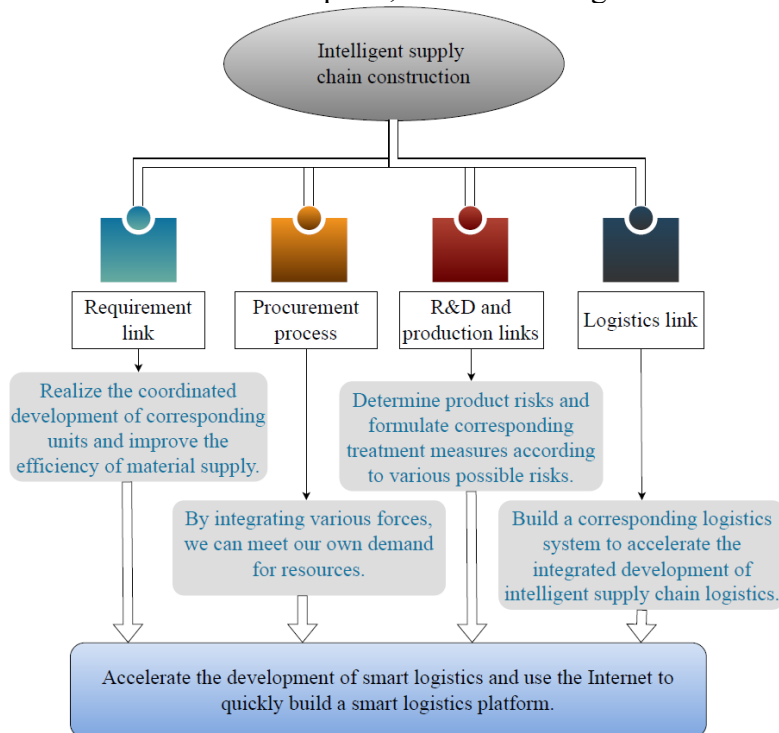 Intelligent supply
chain construction
Requirement
link
Procurement
process
R&D and
production links
Logistics link
Realize the coordinated
development of corresponding
units and improve the
efficiency of material supply.
By integrating various forces,
we can meet our own demand
for resources.
Determine product risks and
formulate corresponding
treatment measures according
to various possible risks.
Build a corresponding logistics
system to accelerate the
integrated development of
intelligent supply chain logistics.
Accelerate the development of smart logistics and use the Internet to
quickly build a smart logistics platform.